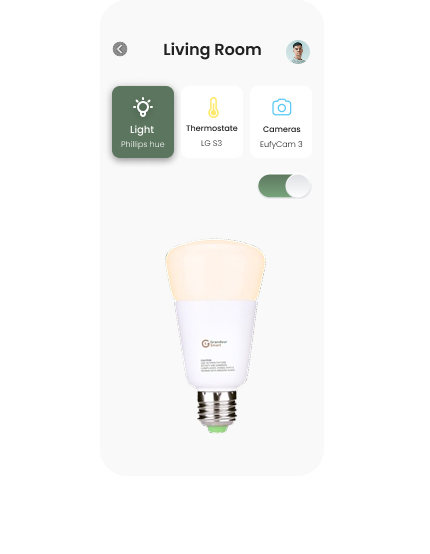 Living Room
Light
Thermostate
Cameras
Phillips hue
LG S3
EufyCam 3